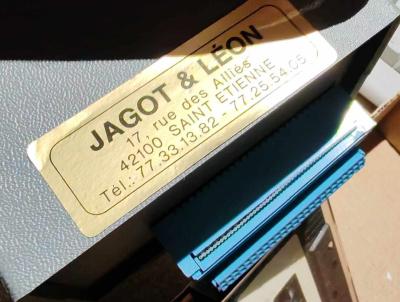 JAGOT & LÉON
17, rue des Alliés
42100 SAINT ETIENNE
Tél.: 77.33.13.82 - 77.25.54.05